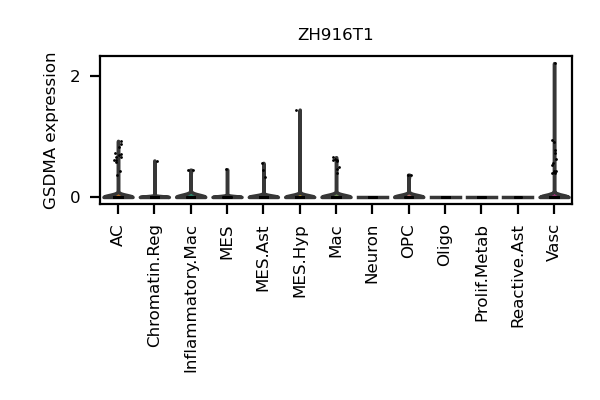 ZH916T1
GSDMA expression
2
0
AC
Chromatin.Reg
Inflammatory.Mac
MES
MES.Ast
MES.Hyp
Mac
Neuron
OPC
Oligo
Prolif.Metab
Reactive.Ast
Vasc